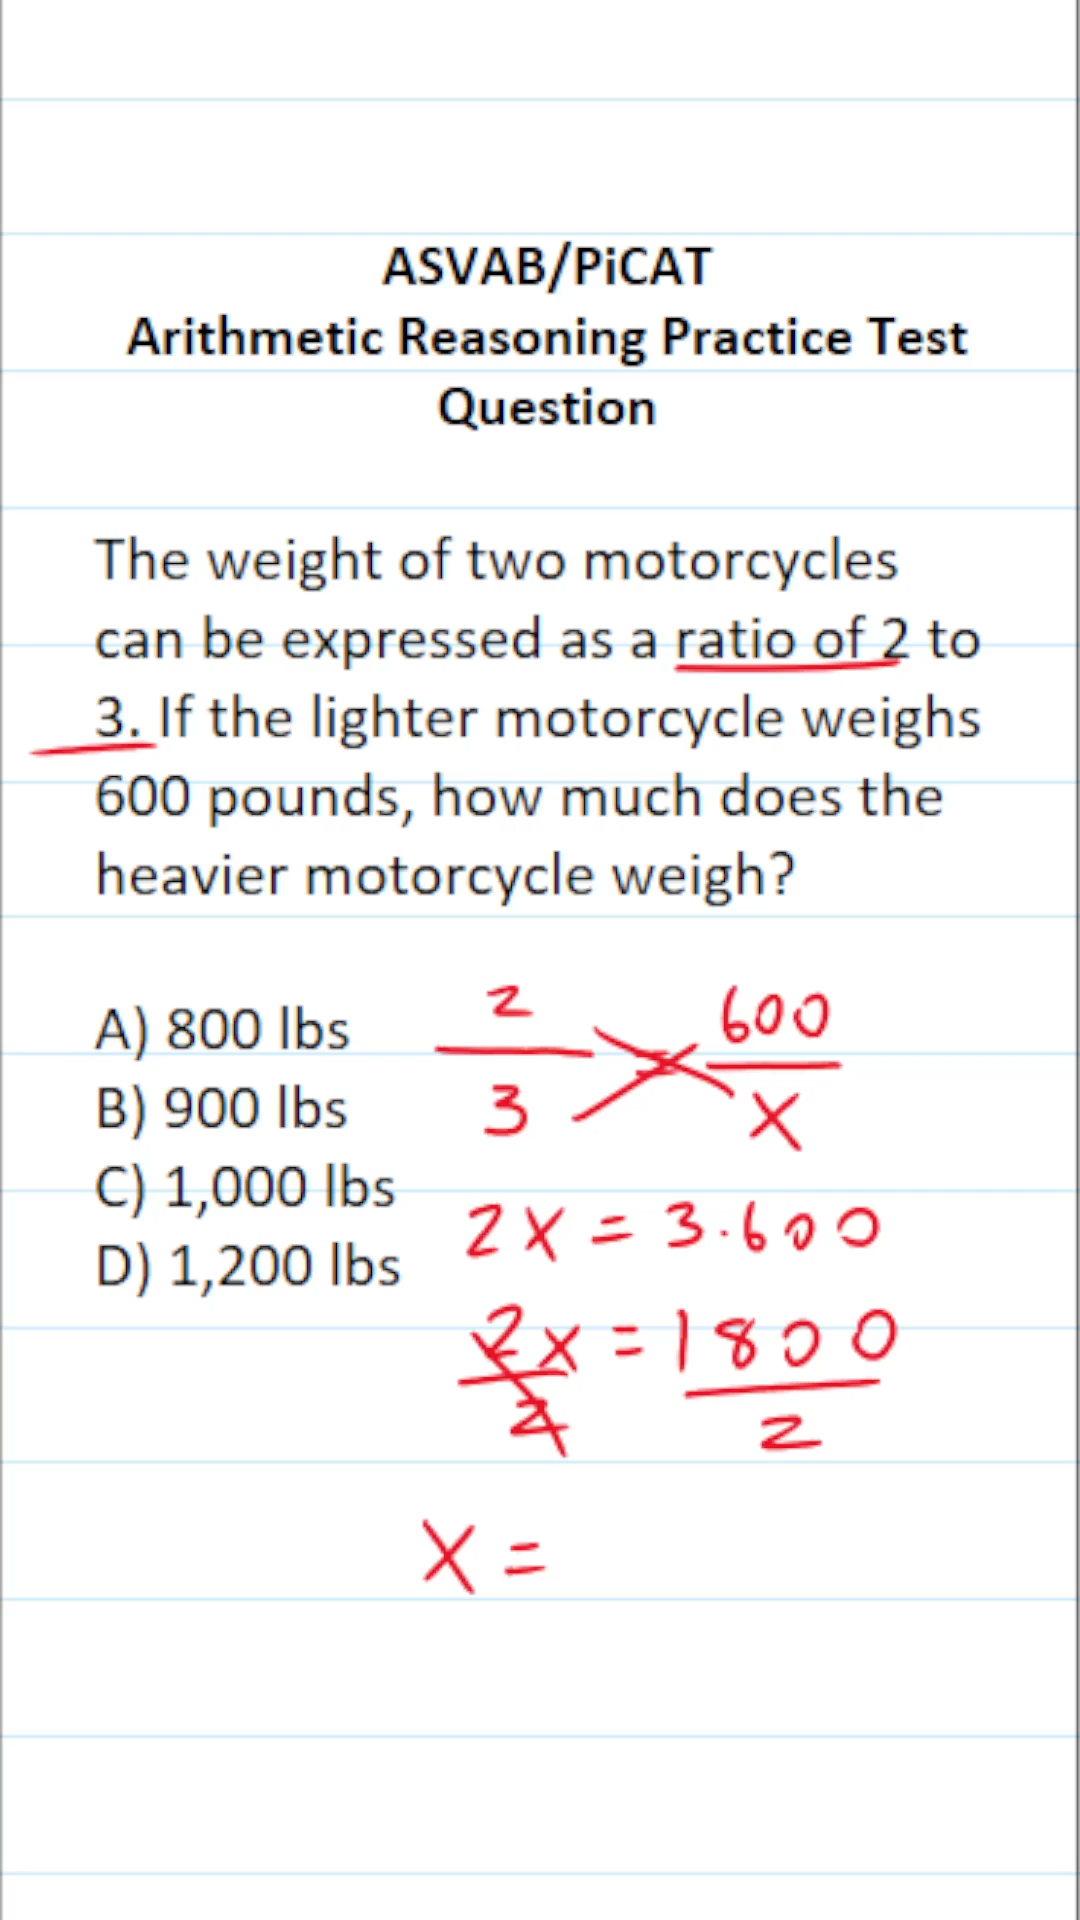 ASVAB/PiCAT
Arithmetic Reasoning Practice Test
Question
The weight of two motorcycles
can be expressed as a ratio of 2 to
3. If the lighter motorcycle weighs
600 pounds, how much does the
heavier motorcycle weigh?
A) 800 lbs
B) 900 lbs
C) 1,000 lbs
D) 1,200 lbs
2/3 = 600/X
2X = 3·600
2X/2 = 1800/2
X =